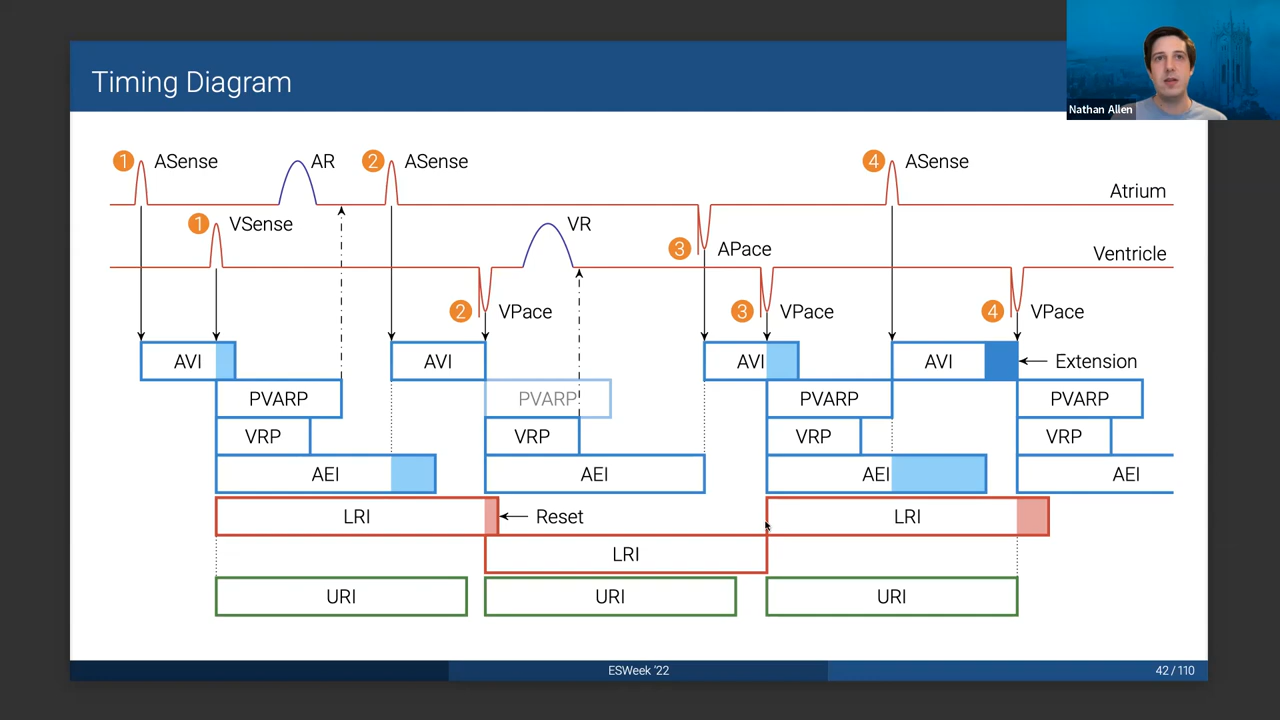 Timing Diagram
Nathan Allen
1 ASense AR 2 ASense 4 ASense
Atrium
1 VSense VR 3 APace
Ventricle
2 VPace 3 VPace 4 VPace
AVI AVI AVI AVI Extension
PVARP PVARP PVARP PVARP
VRP VRP VRP VRP
AEI AEI AEI AEI
LRI Reset LRI
LRI
URI URI URI
ESWeek '22 42 / 110